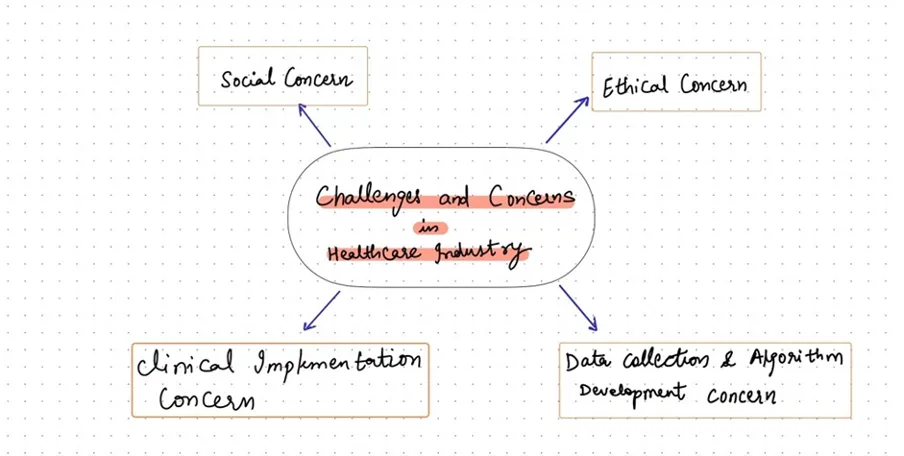 Social Concern
Ethical Concern
Challenges and Concerns
in
Healthcare Industry
Clinical Implementation
Concern
Data collection & Algorithm
Development concern